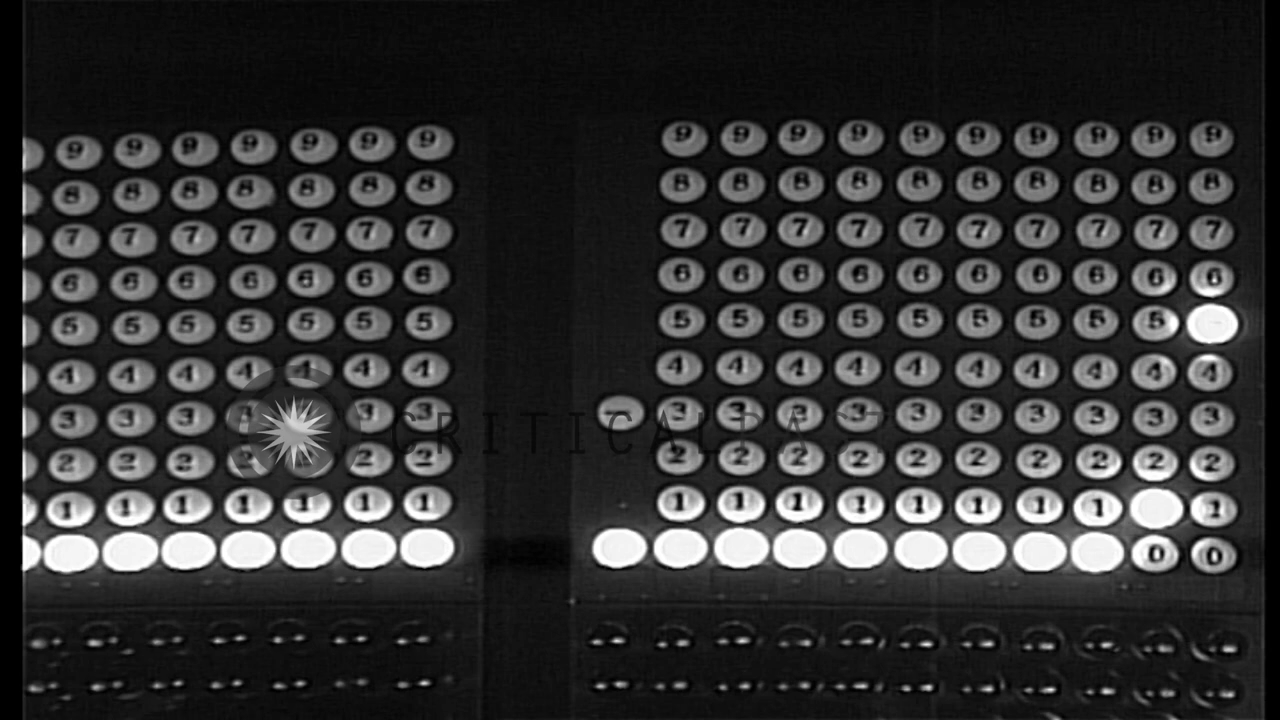 9 9 9 9 9 9 9 9 9 9 9 9 9 9 9 9 9
8 8 8 8 8 8 8 8 8 8 8 8 8 8 8 8 8
7 7 7 7 7 7 7 7 7 7 7 7 7 7 7 7 7
6 6 6 6 6 6 6 6 6 6 6 6 6 6 6 6 6
5 5 5 5 5 5 5 5 5 5 5 5 5 5 5 5
4 4 4 4 4 4 4 4 4 4 4 4 4 4 4 4 4
3 3 3 3 3 3 3 3 3 3 3 3 3 3 3
CRITICALPAST
2 2 2 2 2 2 2 2 2 2 2 2 2 2 2 2
1 1 1 1 1 1 1 1 1 1 1 1 1 1 1 1
0 0